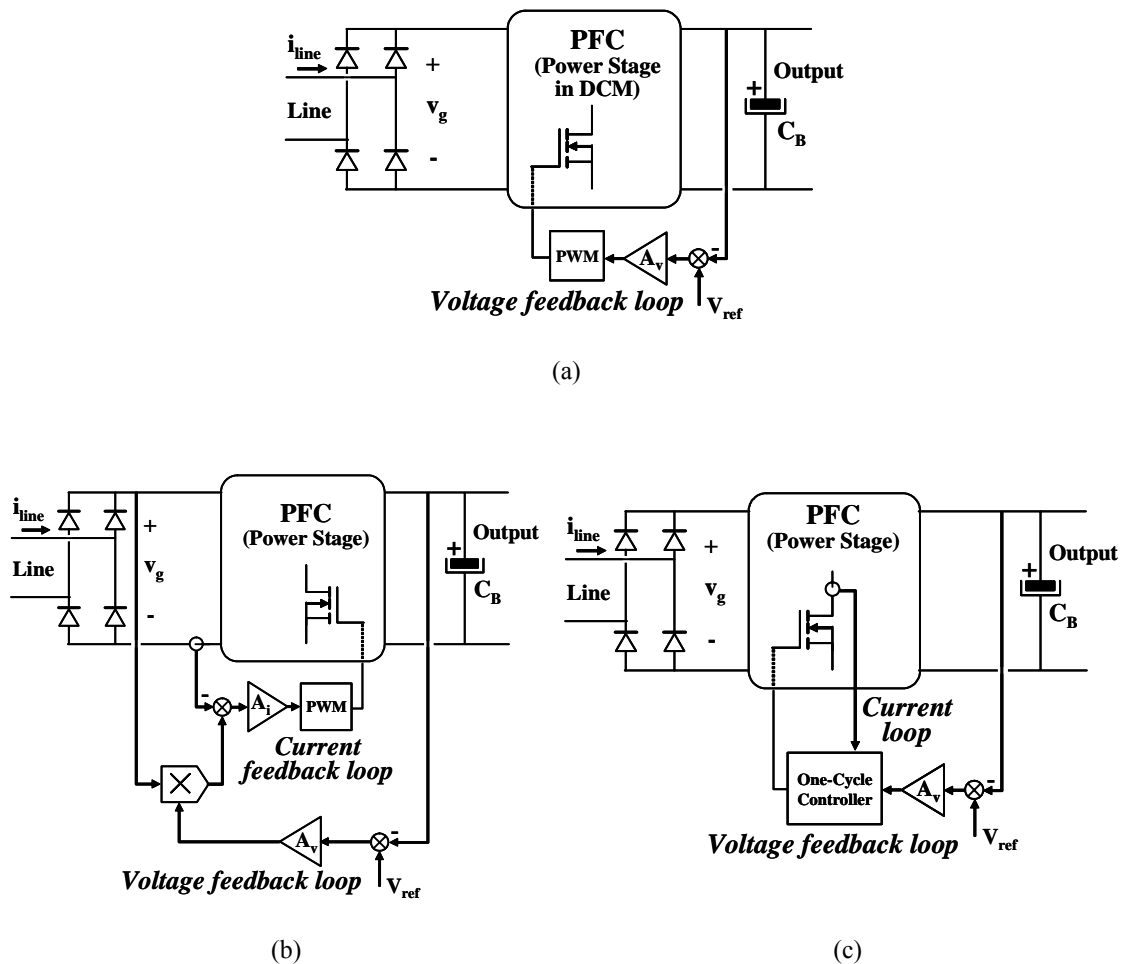 PFC
(Power Stage
in DCM)
i_line
Line
+
v_g
-
+
Output
C_B
PWM
A_v
-
Voltage feedback loop
V_ref
(a)
PFC
(Power Stage)
i_line
Line
+
v_g
-
+
Output
C_B
-
A_i
PWM
Current
feedback loop
×
A_v
-
Voltage feedback loop
V_ref
(b)
PFC
(Power Stage)
i_line
Line
+
v_g
-
+
Output
C_B
Current
loop
One-Cycle
Controller
A_v
-
Voltage feedback loop
V_ref
(c)